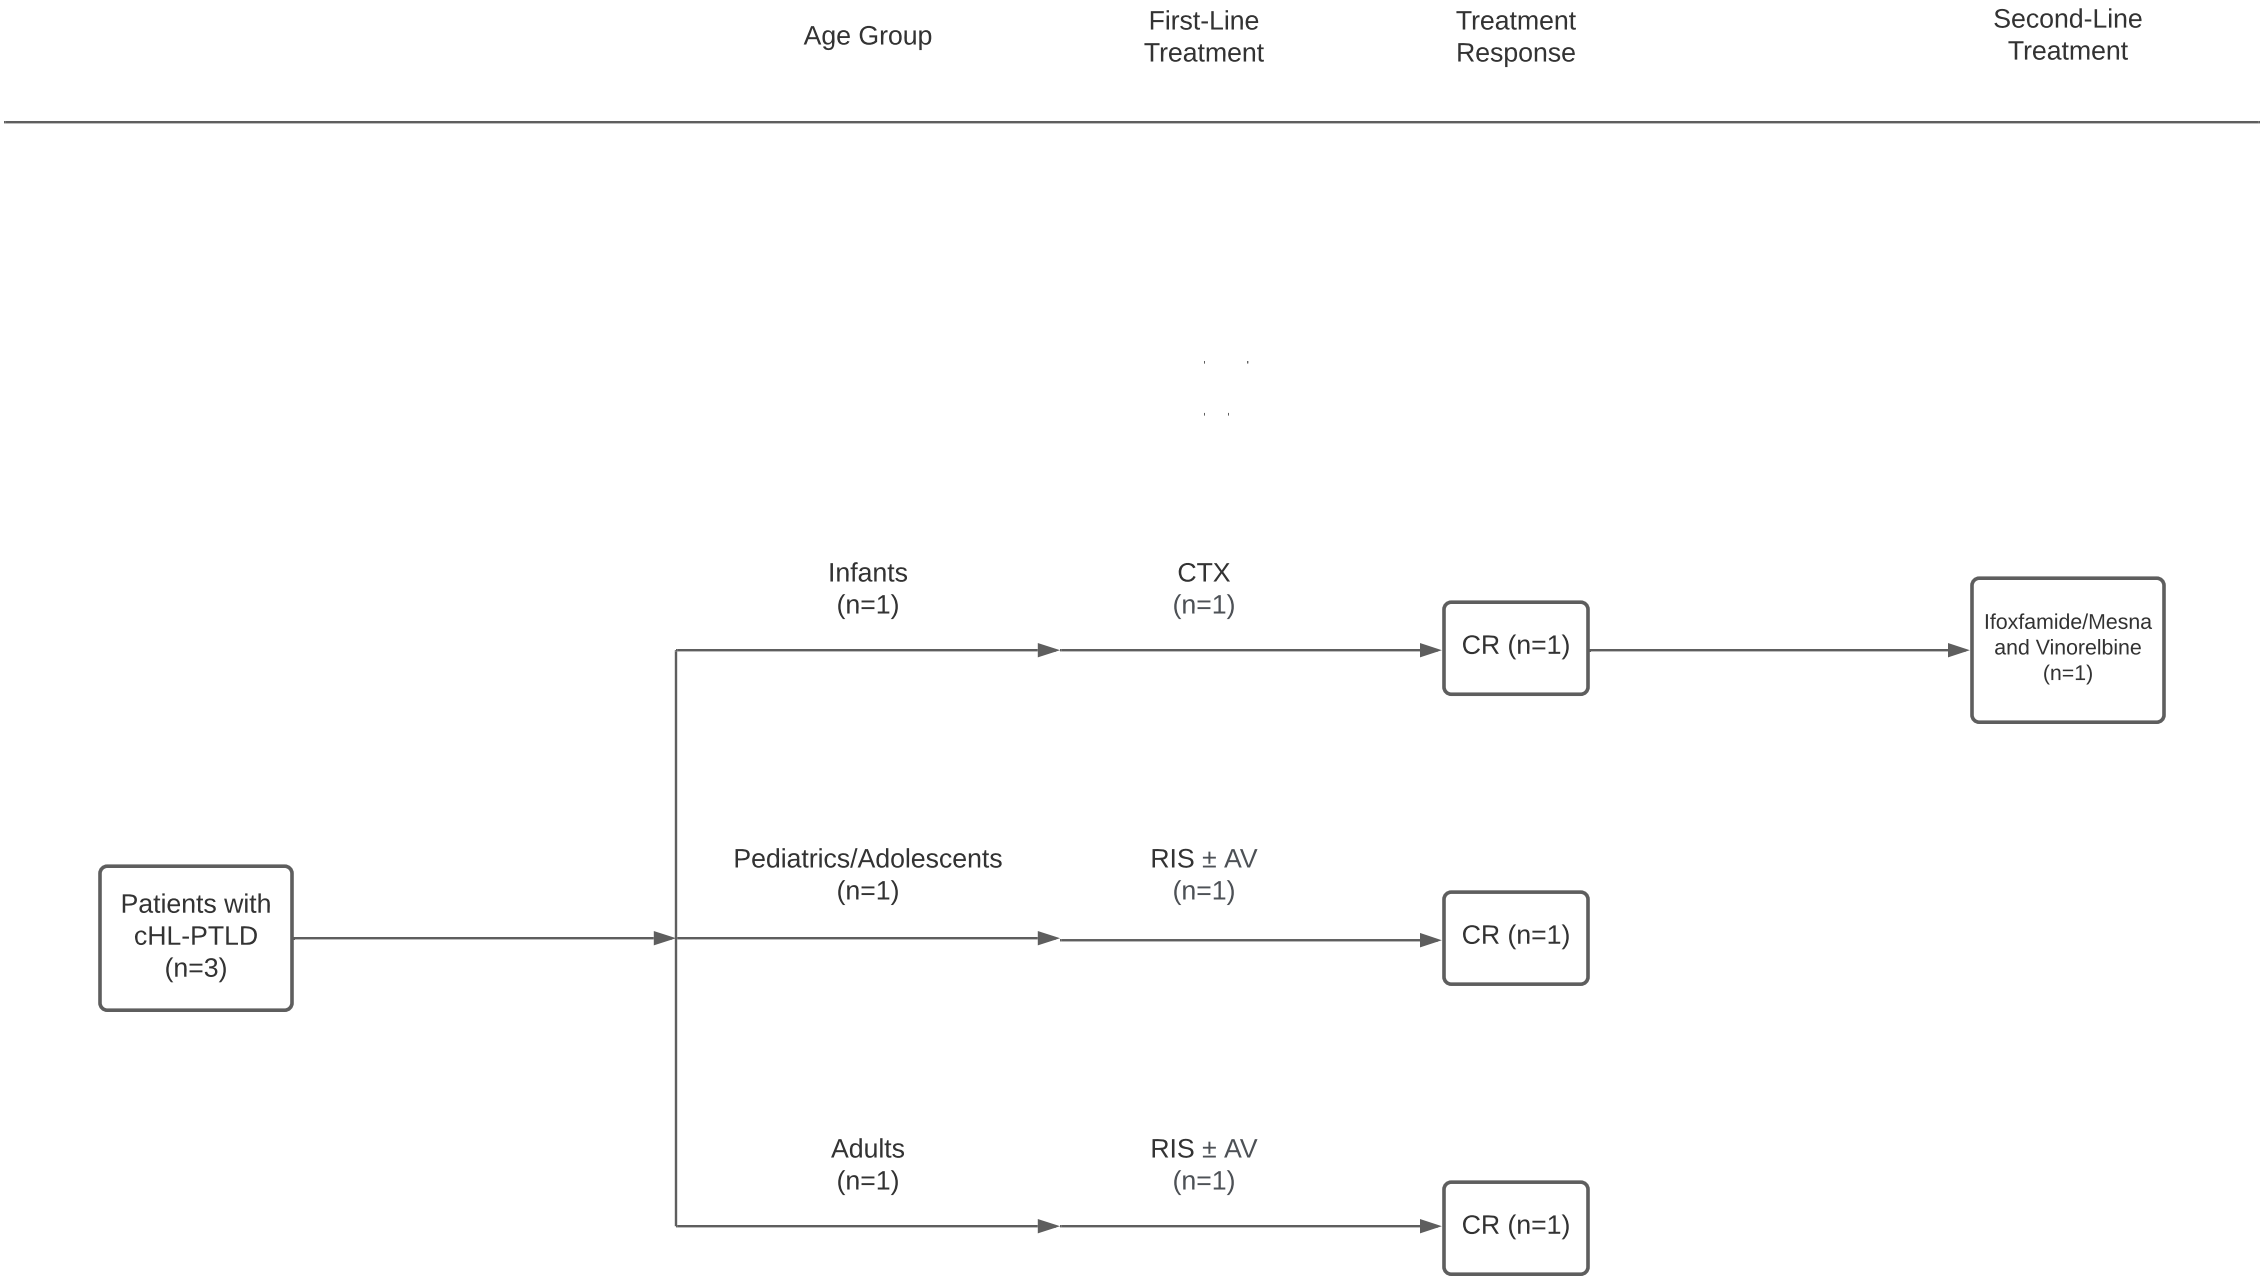 Age Group
First-Line
Treatment
Treatment
Response
Second-Line
Treatment
Infants
(n=1)
CTX
(n=1)
CR (n=1)
Ifoxfamide/Mesna
and Vinorelbine
(n=1)
Patients with
cHL-PTLD
(n=3)
Pediatrics/Adolescents
(n=1)
RIS ± AV
(n=1)
CR (n=1)
Adults
(n=1)
RIS ± AV
(n=1)
CR (n=1)